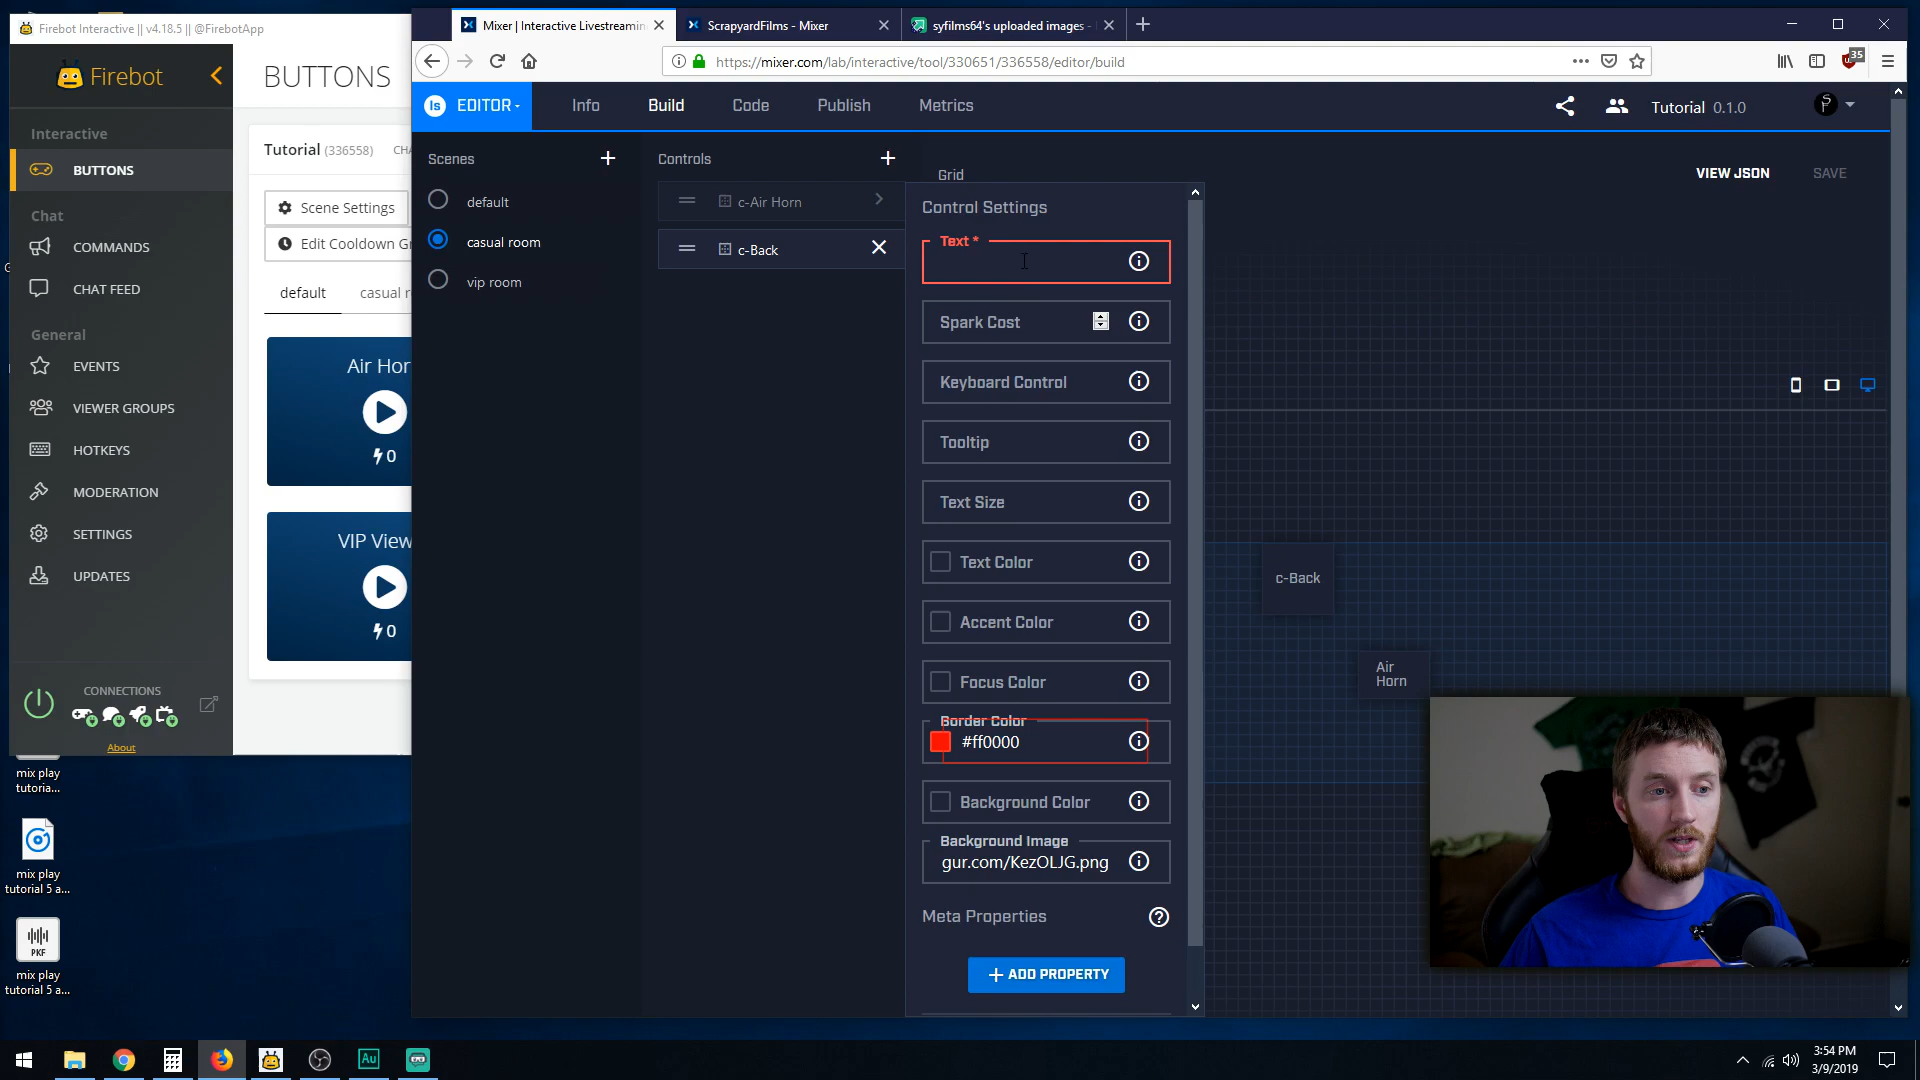 Firebot Interactive || v4.18.5 || @FirebotApp
Firebot
Interactive
BUTTONS
Chat
COMMANDS
CHAT FEED
General
EVENTS
VIEWER GROUPS
HOTKEYS
MODERATION
SETTINGS
UPDATES
CONNECTIONS
About
BUTTONS
Tutorial (336558)
Scene Settings
Edit Cooldown Gr
default
casual r
Air Hor
0
VIP View
0
Mixer | Interactive Livestreamin
ScrapyardFilms - Mixer
syfilms64's uploaded images -
https://mixer.com/lab/interactive/tool/330651/336558/editor/build
35
Is
EDITOR
Info
Build
Code
Publish
Metrics
Tutorial 0.1.0
Scenes
default
casual room
vip room
Controls
c-Air Horn
c-Back
Grid
VIEW JSON
SAVE
Control Settings
Text *
Spark Cost
Keyboard Control
Tooltip
Text Size
Text Color
Accent Color
Focus Color
Border Color
#ff0000
Background Color
Background Image
gur.com/KezOLJG.png
Meta Properties
ADD PROPERTY
c-Back
Air
Horn
mix play
tutoria...
mix play
tutorial 5 a...
PKF
mix play
tutorial 5 a...
Au
3:54 PM
3/9/2019